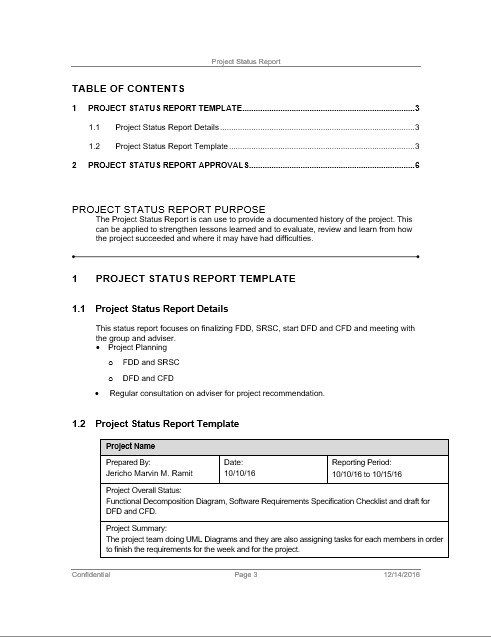 Project Status Report
TABLE OF CONTENTS
1 PROJECT STATUS REPORT TEMPLATE...............................................................3
1.1 Project Status Report Details...............................................................3
1.2 Project Status Report Template...............................................................3
2 PROJECT STATUS REPORT APPROVALS...............................................................6
PROJECT STATUS REPORT PURPOSE
The Project Status Report is can use to provide a documented history of the project. This
can be applied to strengthen lessons learned and to evaluate, review and learn from how
the project succeeded and where it may have had difficulties.
1 PROJECT STATUS REPORT TEMPLATE
1.1 Project Status Report Details
This status report focuses on finalizing FDD, SRSC, start DFD and CFD and meeting with
the group and adviser.
• Project Planning
o FDD and SRSC
o DFD and CFD
• Regular consultation on adviser for project recommendation.
1.2 Project Status Report Template
Project Name
Prepared By: Date: Reporting Period:
Jericho Marvin M. Ramit 10/10/16 10/10/16 to 10/15/16
Project Overall Status:
Functional Decomposition Diagram, Software Requirements Specification Checklist and draft for
DFD and CFD.
Project Summary:
The project team doing UML Diagrams and they are also assigning tasks for each members in order
to finish the requirements for the week and for the project.
Confidential Page 3 12/14/2016